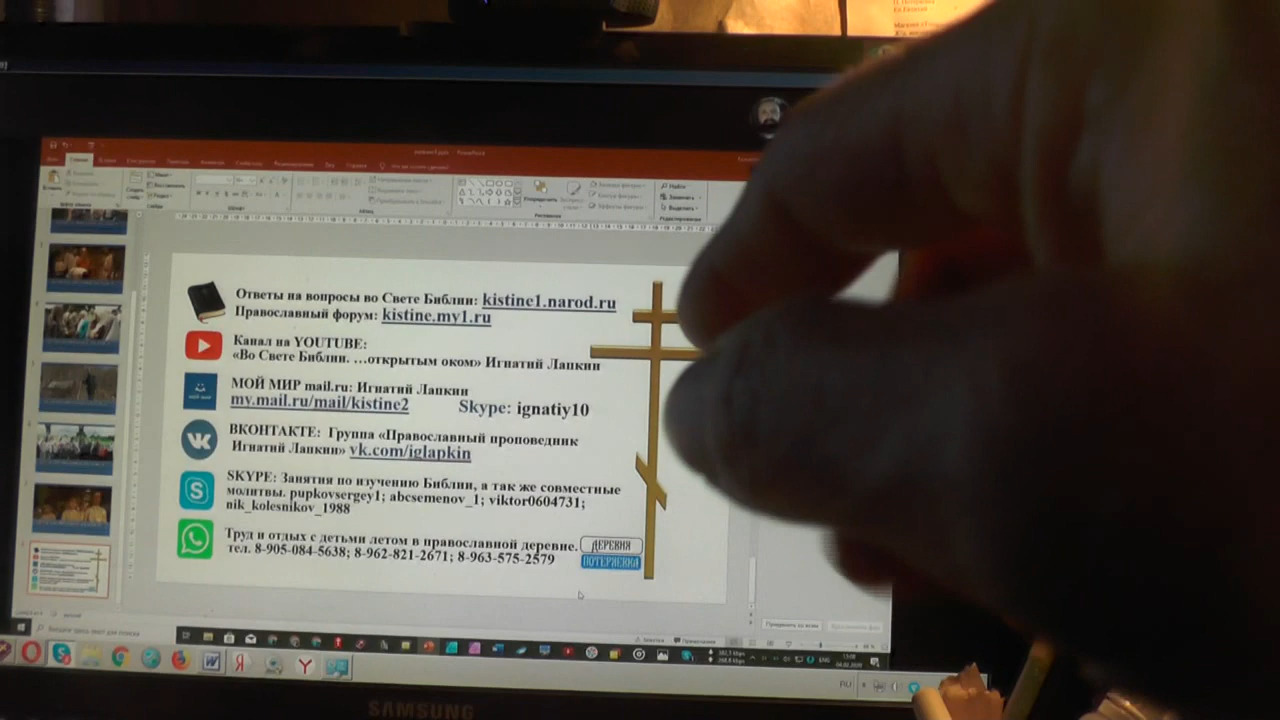 Ответы на вопросы во Свете Библии: kistine1.narod.ru
Православный форум: kistine.my1.ru
Канал на YOUTUBE:
«Во Свете Библии. …открытым оком» Игнатий Лапкин
МОЙ МИР mail.ru: Игнатий Лапкин
my.mail.ru/mail/kistine2 Skype: ignatiy10
ВКОНТАКТЕ: Группа «Православный проповедник
Игнатий Лапкин» vk.com/iglapkin
SKYPE: Занятия по изучению Библии, а так же совместные
молитвы. pupkovsergey1; abcsemenov_1; viktor0604731;
nik_kolesnikov_1988
Труд и отдых с детьми летом в православной деревне.
тел. 8-905-084-5638; 8-962-821-2671; 8-963-575-2579
ДЕРЕВНЯ
ПОТЕРЯЕВКА
RU
SAMSUNG